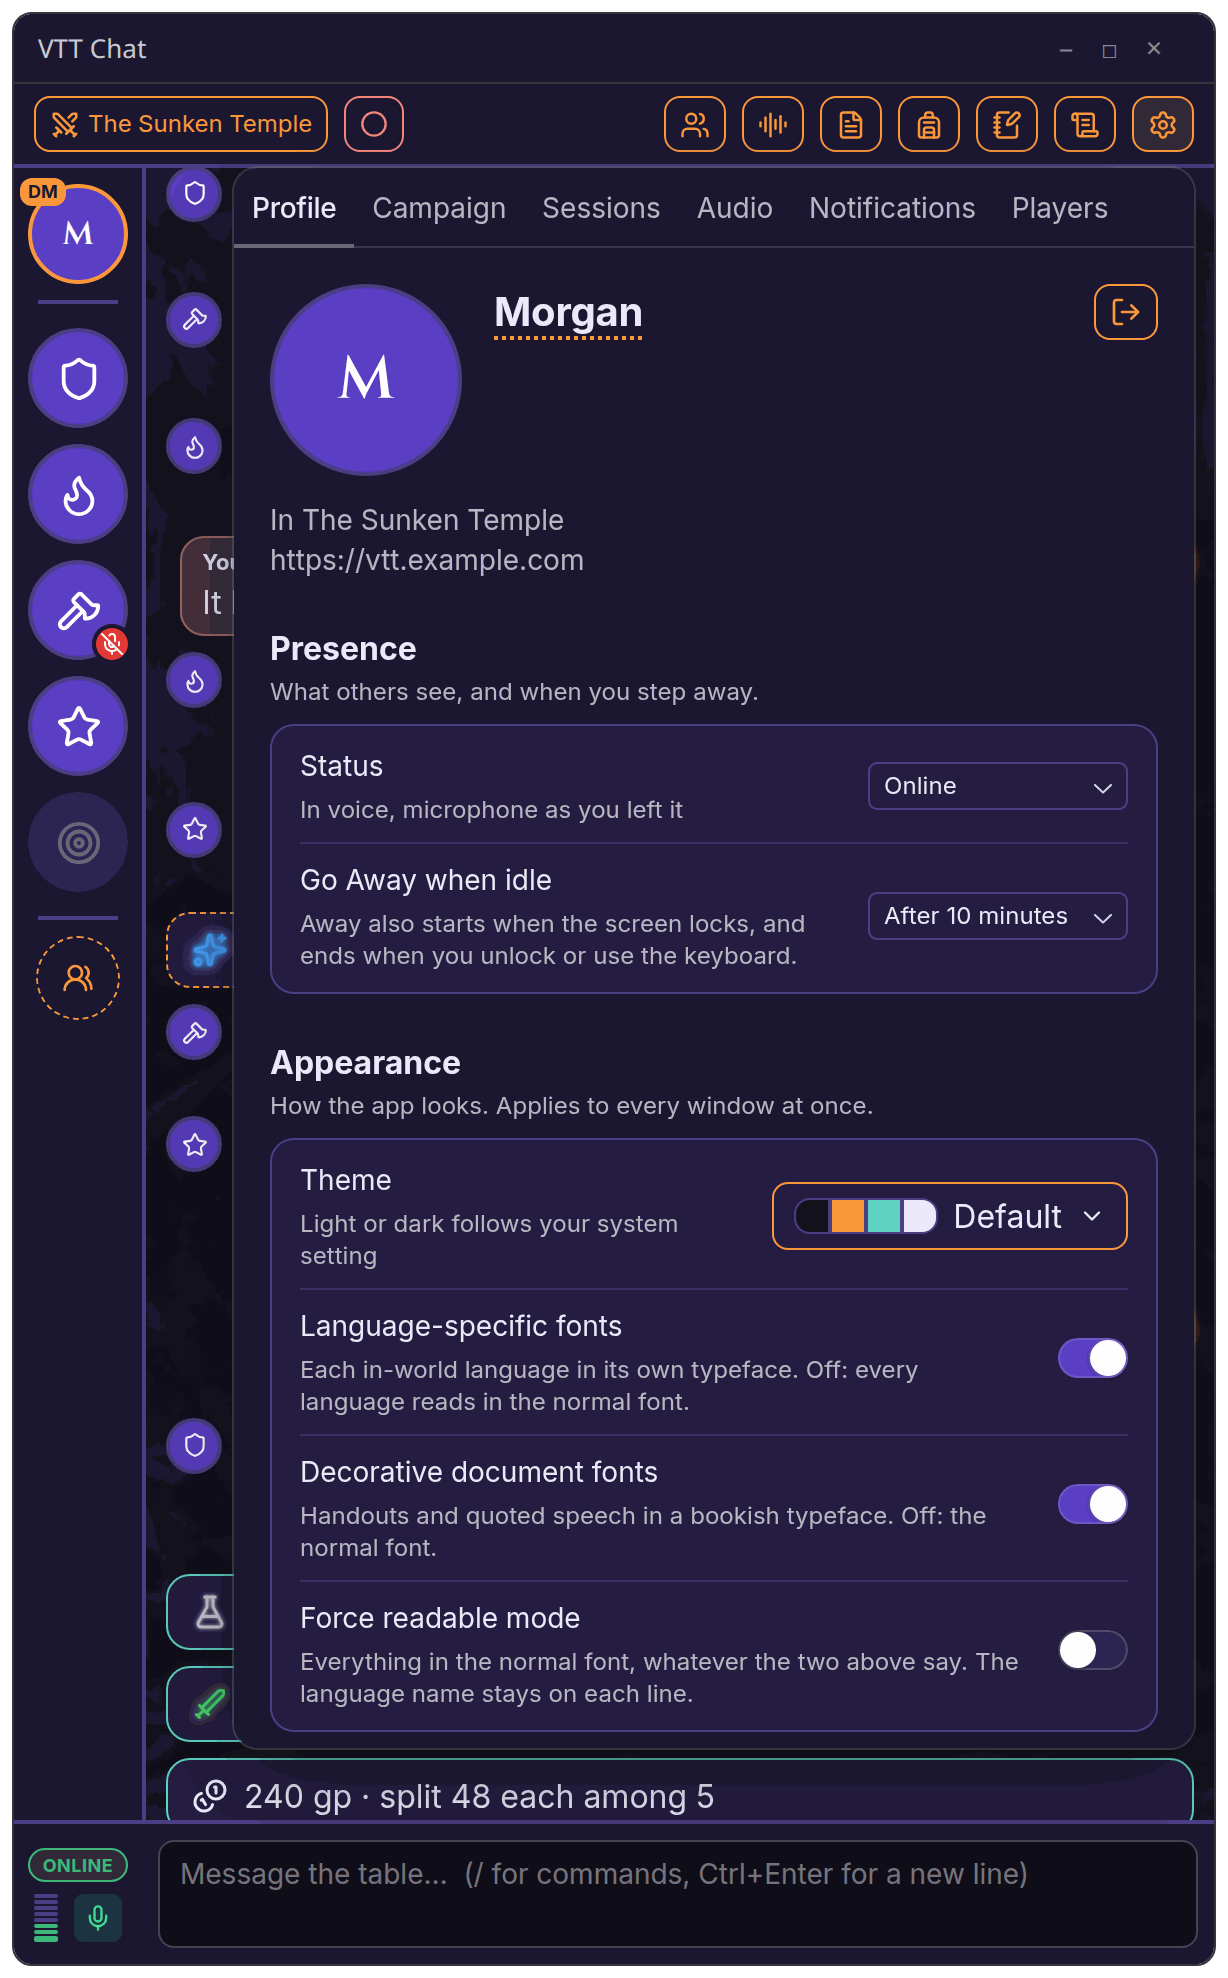 VTT Chat
The Sunken Temple
DM
M
Profile Campaign Sessions Audio Notifications Players
M
Morgan
In The Sunken Temple
https://vtt.example.com
It
Presence
What others see, and when you step away.
Status
In voice, microphone as you left it
Online
Go Away when idle
Away also starts when the screen locks, and
ends when you unlock or use the keyboard.
After 10 minutes
Appearance
How the app looks. Applies to every window at once.
Theme
Light or dark follows your system
setting
Default
Language-specific fonts
Each in-world language in its own typeface. Off: every
language reads in the normal font.
Decorative document fonts
Handouts and quoted speech in a bookish typeface. Off: the
normal font.
Force readable mode
Everything in the normal font, whatever the two above say. The
language name stays on each line.
240 gp · split 48 each among 5
ONLINE
Message the table... (/ for commands, Ctrl+Enter for a new line)